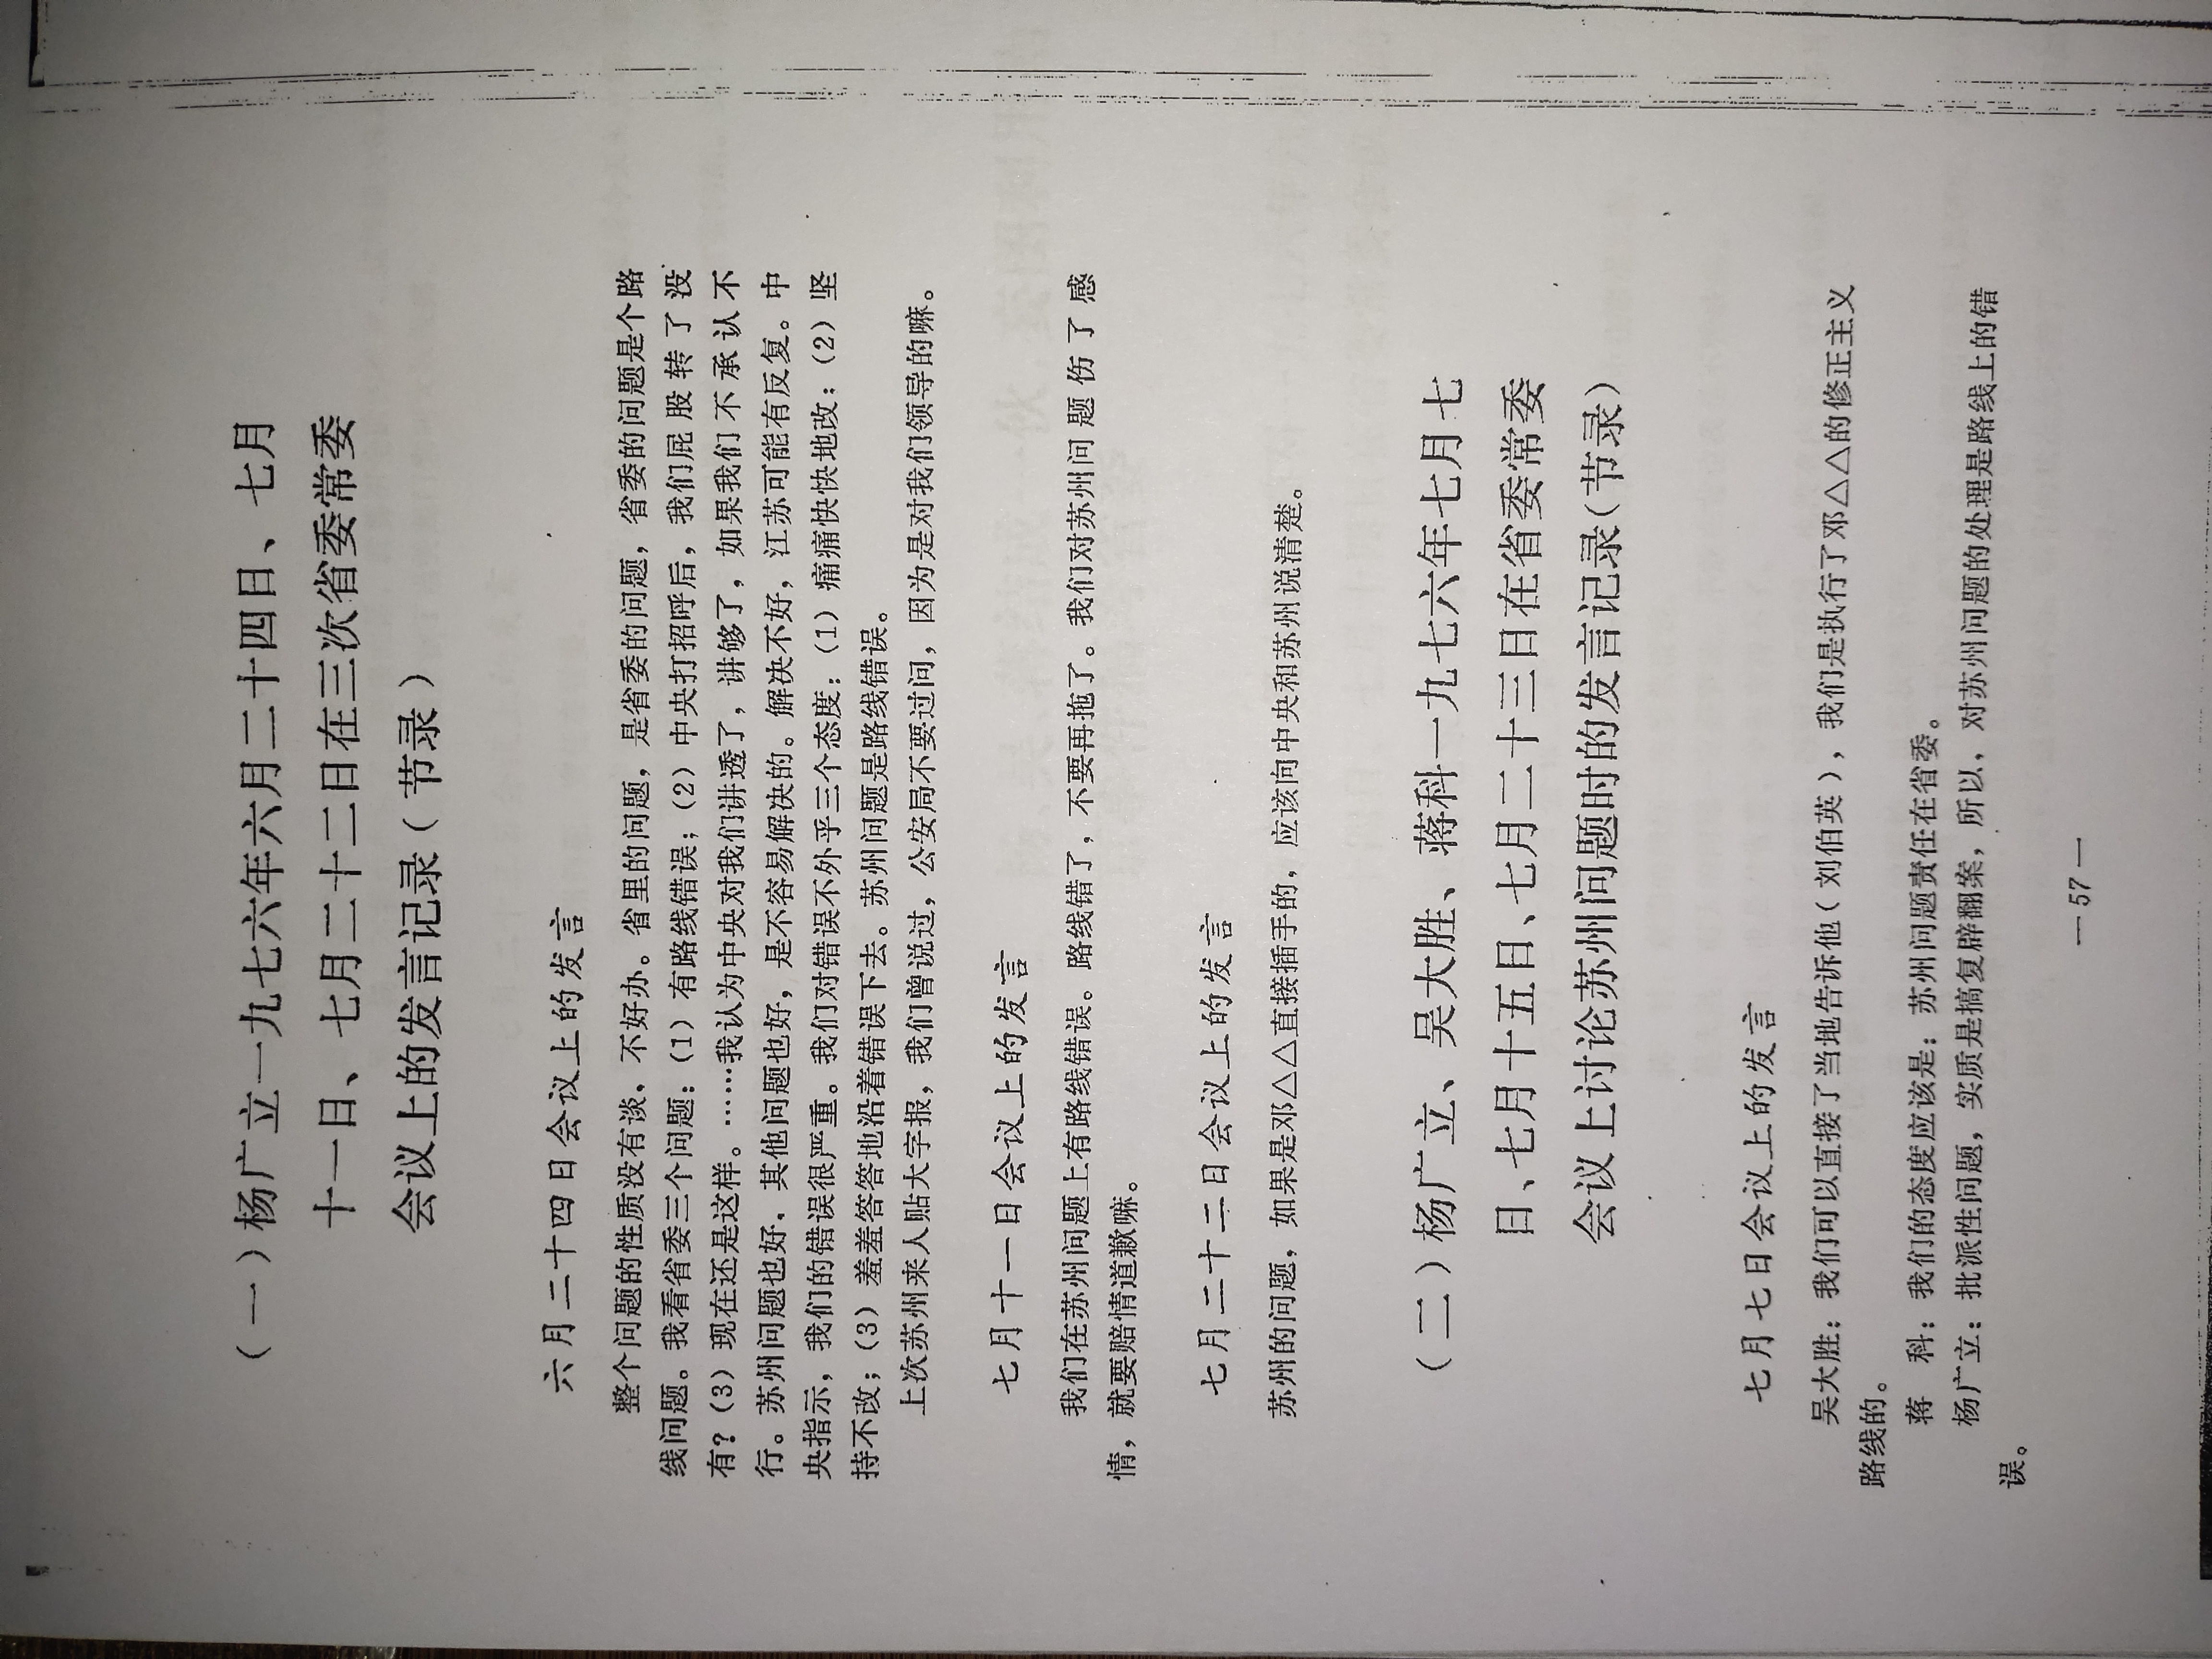 （一）杨广立一九七六年六月二十四日、七月
十一日、七月二十二日在三次省委常委
会议上的发言记录（节录）
六月二十四日会议上的发言
整个问题的性质没有谈，不好办。省里的问题，是省委的问题，省委的问题是个路
线问题。我看省委三个问题：（1）有路线错误；（2）中央打招呼后，我们屁股转了没
有？（3）现在还是这样。……我认为中央对我们讲透了，讲够了，如果我们不承认不
行。苏州问题也好，其他问题也好，是不容易解决的。解决不好，江苏可能有反复。中
央指示，我们的错误很严重。我们对错误不外乎三个态度：（1）痛痛快快地改；（2）坚
持不改；（3）羞羞答答地沿着错误下去。苏州问题是路线错误。
上次苏州来人贴大字报，我们曾说过，公安局不要过问，因为是对我们领导的嘛。
七月十一日会议上的发言
我们在苏州问题上有路线错误。路线错了，不要再拖了。我们对苏州问题伤了感
情，就要赔情道歉嘛。
七月二十二日会议上的发言
苏州的问题，如果是邓△△直接插手的，应该向中央和苏州说清楚。
（二）杨广立、吴大胜、蒋科一九七六年七月七
日、七月十五日、七月二十三日在省委常委
会议上讨论苏州问题时的发言记录（节录）
七月七日会议上的发言
吴大胜：我们可以直接了当地告诉他（刘伯英），我们是执行了邓△△的修正主义
路线的。
蒋　科：我们的态度应该是：苏州问题责任在省委。
杨广立：批派性问题，实质是搞复辟翻案，所以，对苏州问题的处理是路线上的错
误。
— 57 —